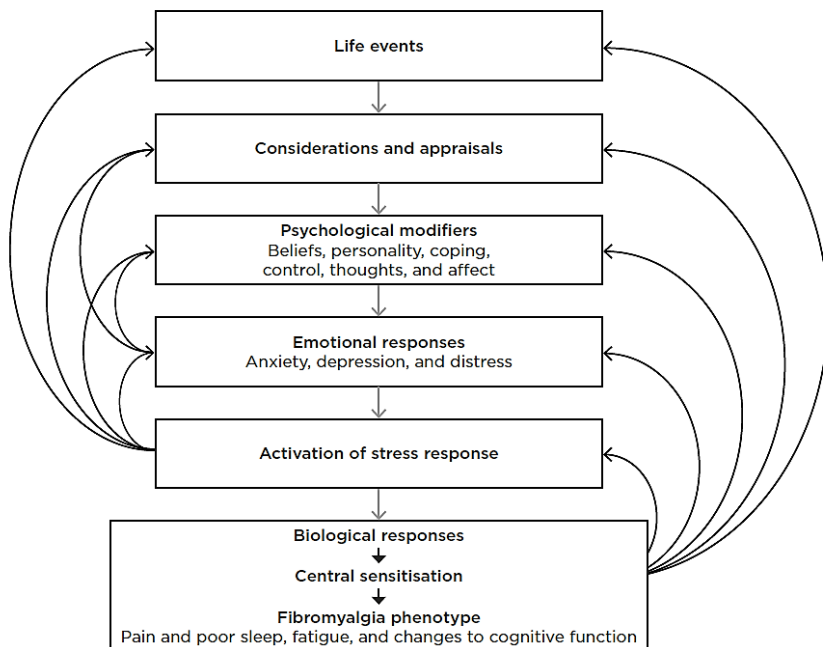 Life events
Considerations and appraisals
Psychological modifiers
Beliefs, personality, coping,
control, thoughts, and affect
Emotional responses
Anxiety, depression, and distress
Activation of stress response
Biological responses
Central sensitisation
Fibromyalgia phenotype
Pain and poor sleep, fatigue, and changes to cognitive function